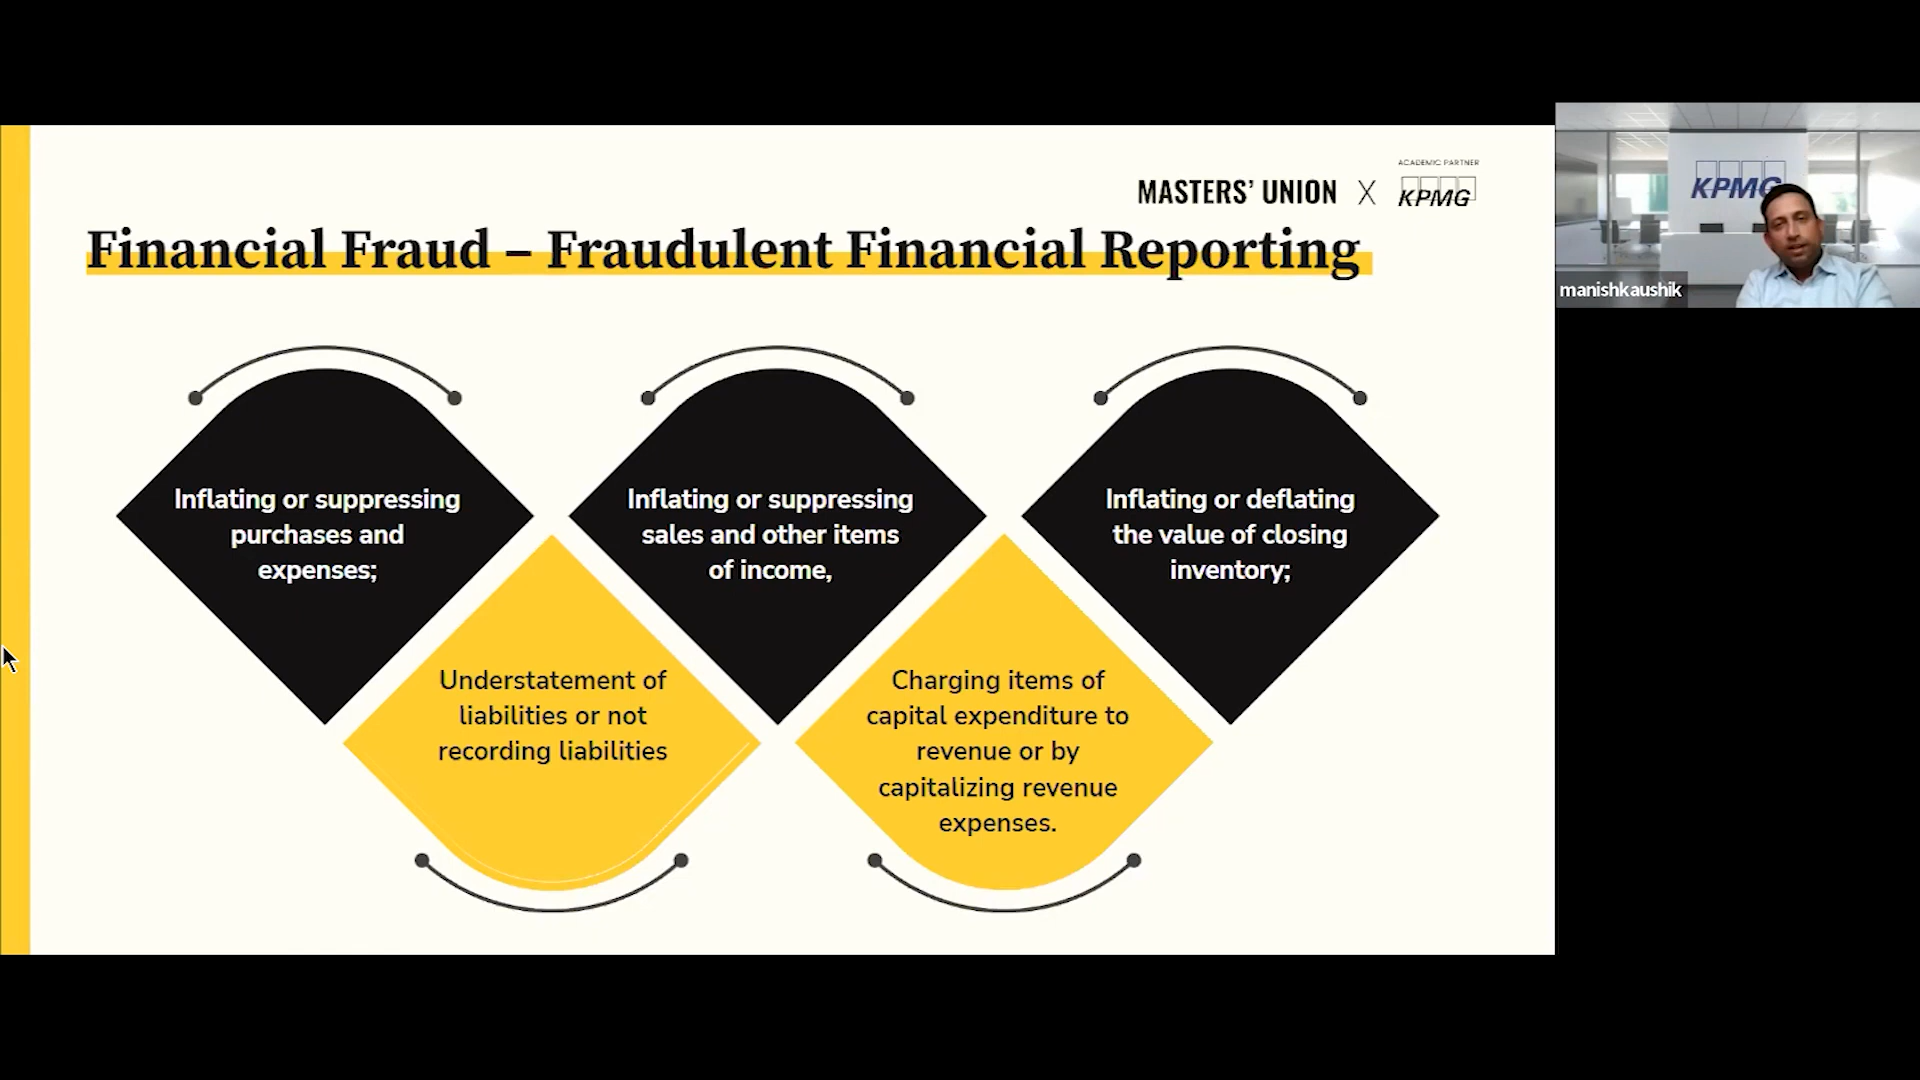 ACADEMIC PARTNER
MASTERS’ UNION X KPMG
Financial Fraud – Fraudulent Financial Reporting
Inflating or suppressing
purchases and
expenses;
Inflating or suppressing
sales and other items
of income,
Inflating or deflating
the value of closing
inventory;
Understatement of
liabilities or not
recording liabilities
Charging items of
capital expenditure to
revenue or by
capitalizing revenue
expenses.
KPMG
manishkaushik